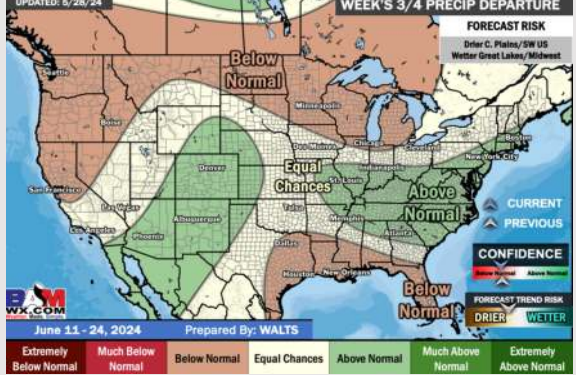 UPDATED: 5/28/24
WEEK'S 3/4 PRECIP DEPARTURE
FORECAST RISK
Drier C. Plains/SW US
Wetter Great Lakes/Midwest
Seattle
Below
Normal
Minneapolis
Boise
Boston
Chicago
Cleveland
Des Moines
New York City
Denver
Equal
Chances
Indianapolis
St. Louis
San Francisco
Above
Normal
Las Vegas
Tulsa
Memphis
Albuquerque
Los Angeles
Phoenix
Atlanta
Dallas
Houston
New Orleans
Below
Normal
CURRENT
PREVIOUS
CONFIDENCE
Below Normal
Above Normal
FORECAST TREND RISK
DRIER
WETTER
BAM
WX.COM
June 11 - 24, 2024
Prepared By: WALTS
Extremely
Below Normal
Much Below
Normal
Below Normal
Equal Chances
Above Normal
Much Above
Normal
Extremely
Above Normal